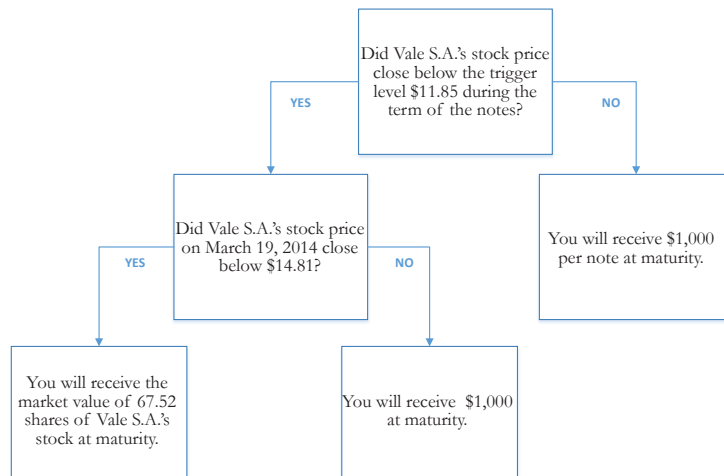 Did Vale S.A.'s stock price
close below the trigger
level $11.85 during the
term of the notes?
YES
NO
Did Vale S.A.'s stock price
on March 19, 2014 close
below $14.81?
You will receive $1,000
per note at maturity.
YES
NO
You will receive the
market value of 67.52
shares of Vale S.A.'s
stock at maturity.
You will receive $1,000
at maturity.